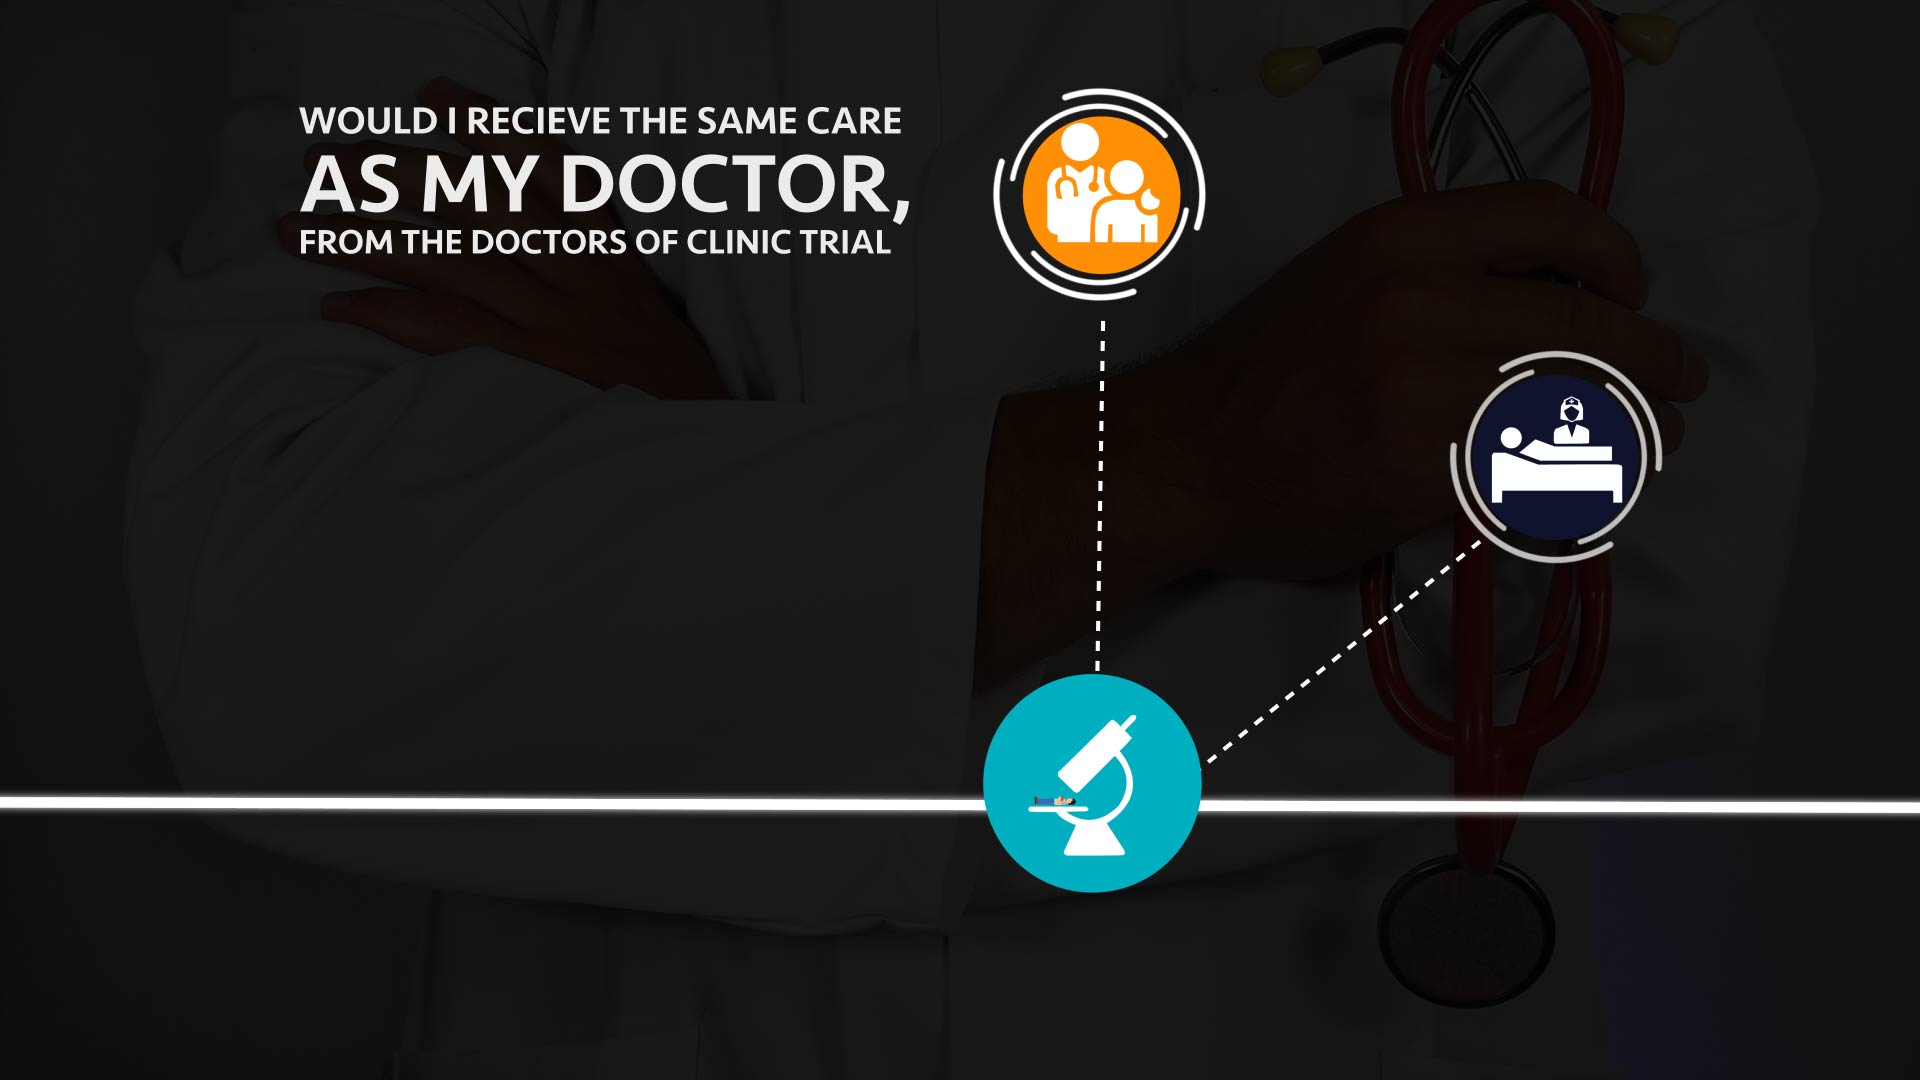 WOULD I RECIEVE THE SAME CARE
AS MY DOCTOR,
FROM THE DOCTORS OF CLINIC TRIAL